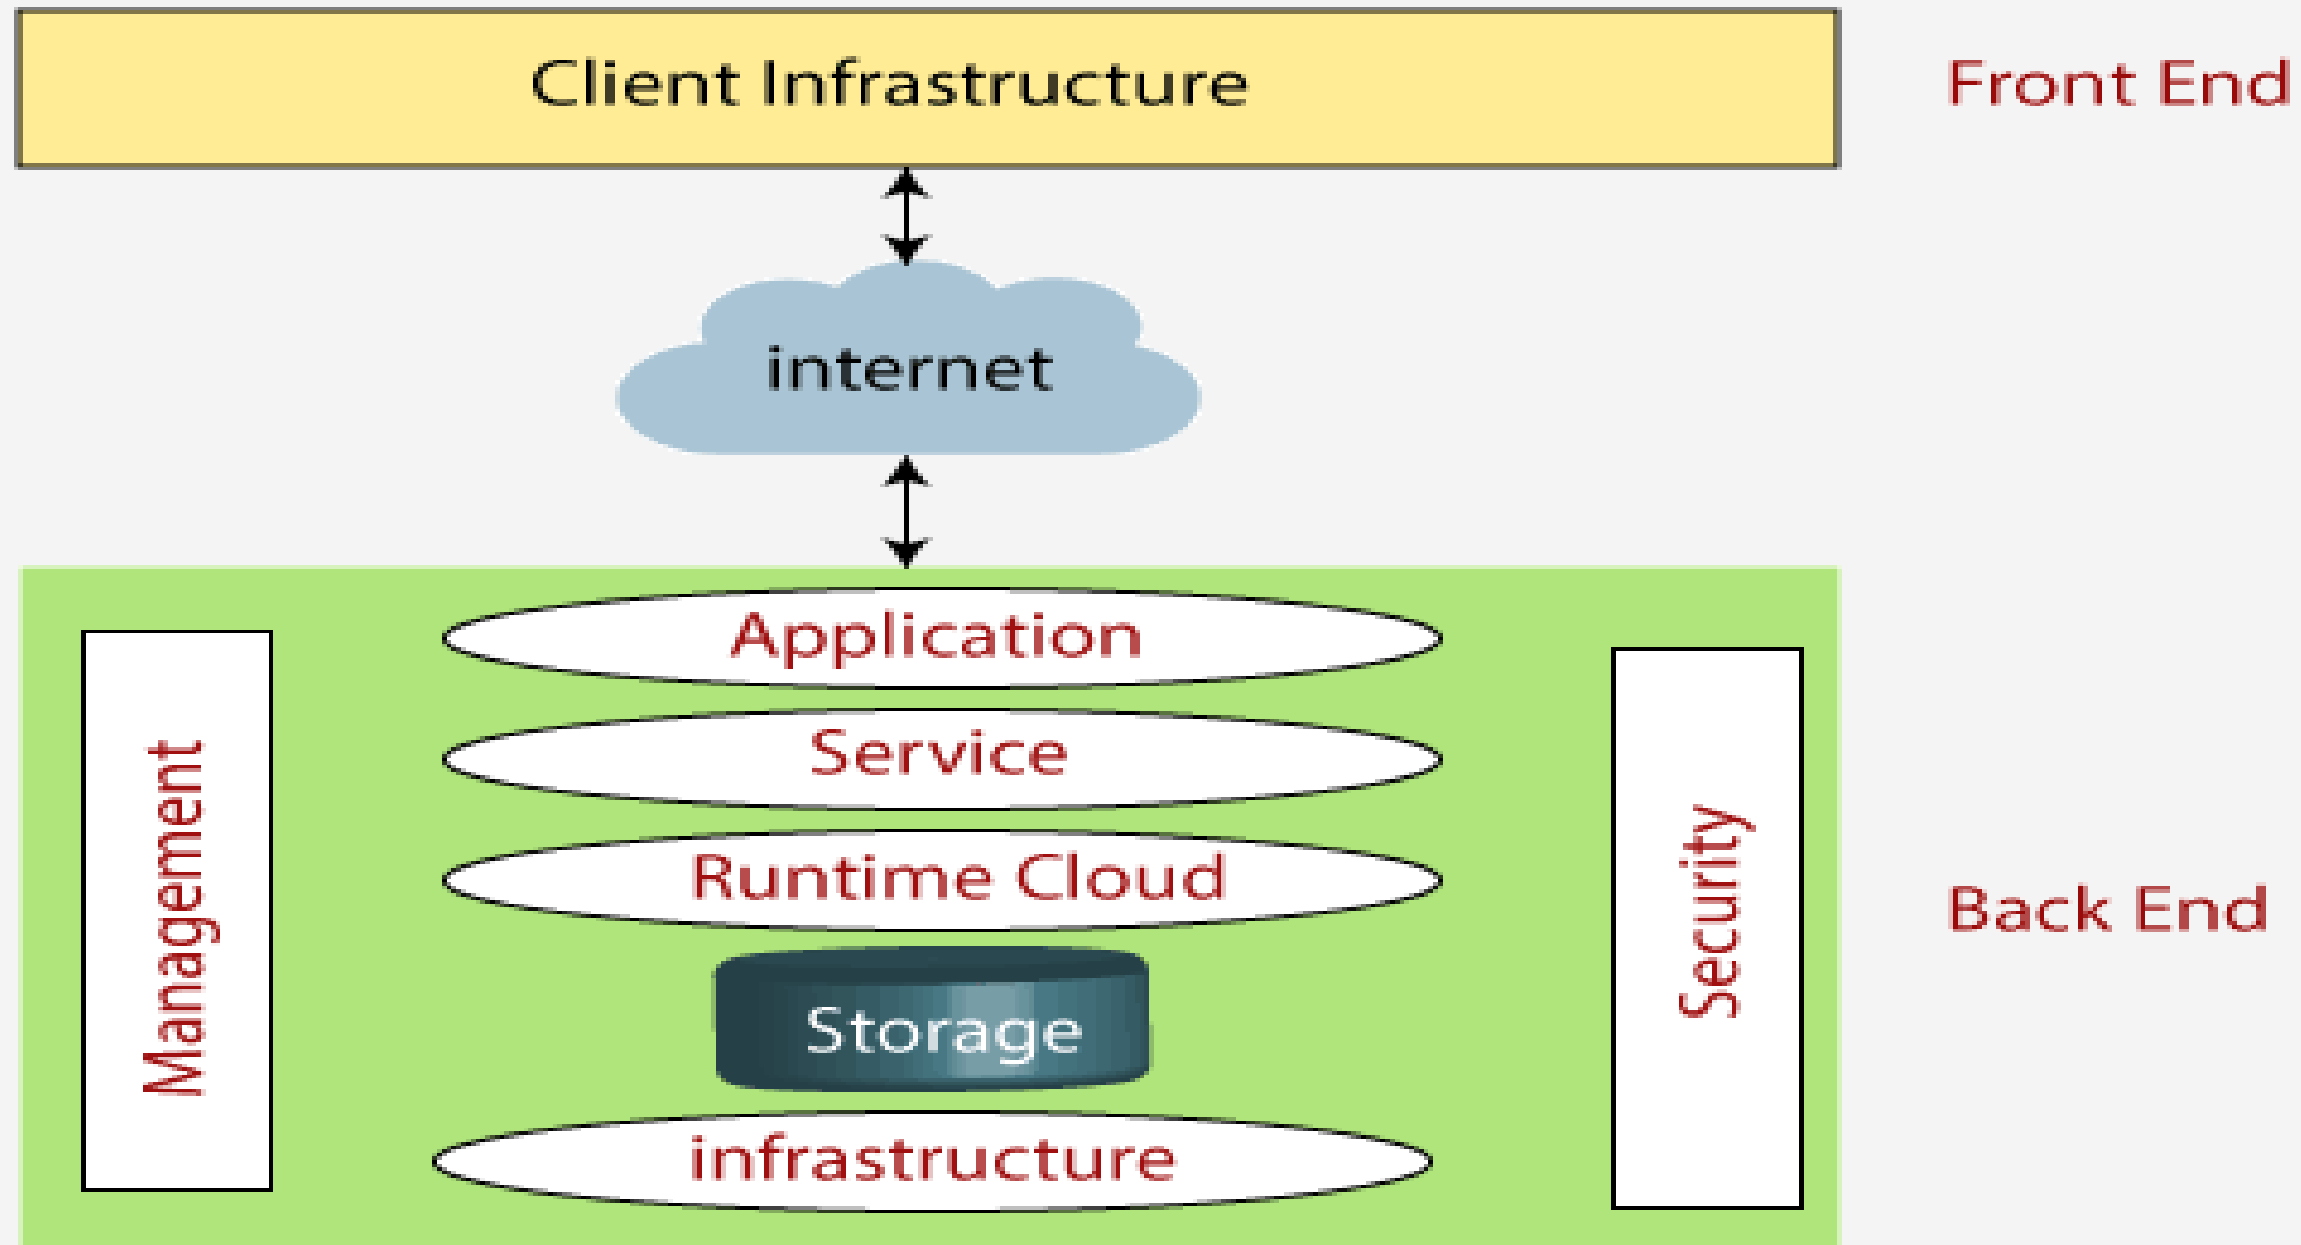 Client Infrastructure
Front End
internet
Application
Service
Runtime Cloud
Storage
infrastructure
Management
Security
Back End